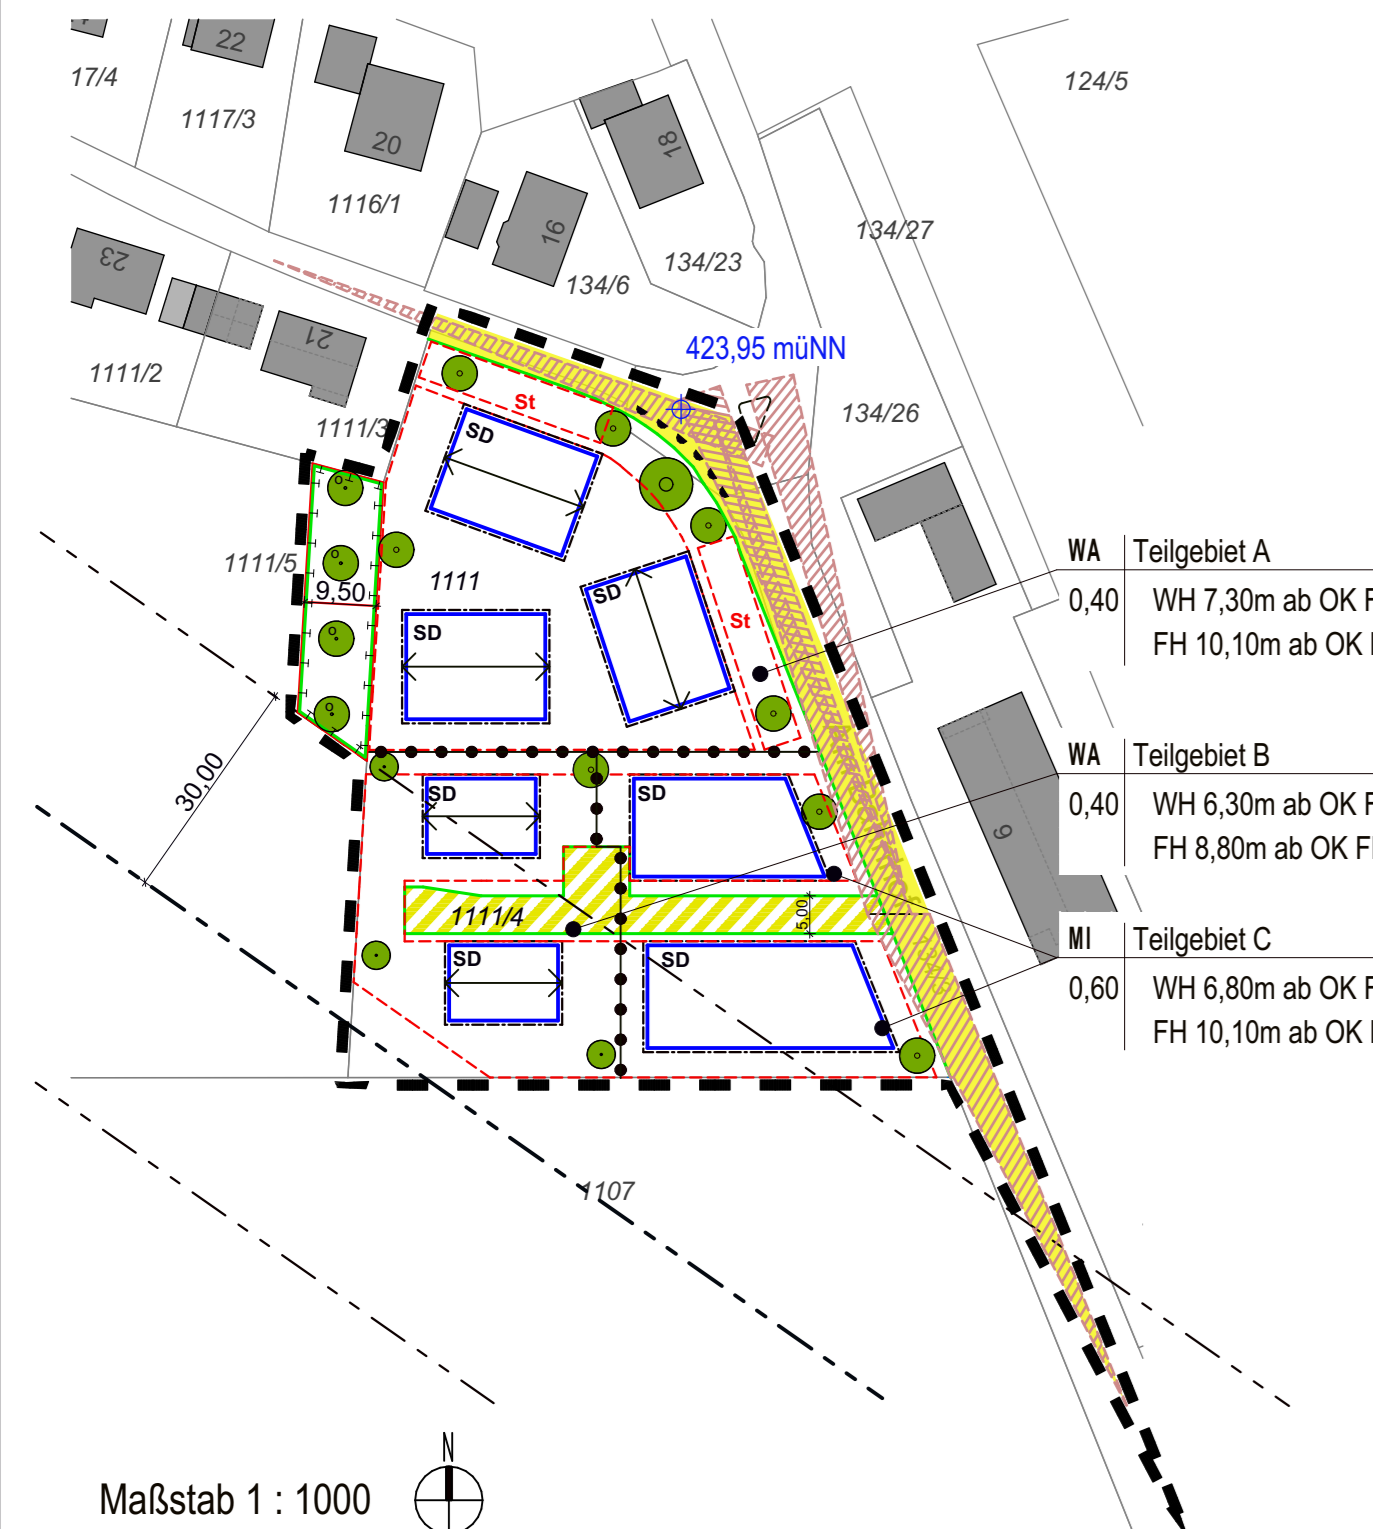 22
17/4
124/5
1117/3
20
18
1116/1
16
134/27
23
134/23
134/6
21
423,95 müNN
1111/2
St
134/26
1111/3
SD
WA Teilgebiet A
1111/5
1111
9,50
SD
0,40 WH 7,30m ab OK
St
SD
FH 10,10m ab OK
WA Teilgebiet B
30,00
SD
SD
0,40 WH 6,30m ab OK
9
FH 8,80m ab OK
1111/4
5,00
MI Teilgebiet C
SD
SD
0,60 WH 6,80m ab OK
FH 10,10m ab OK
1107
N
Maßstab 1 : 1000